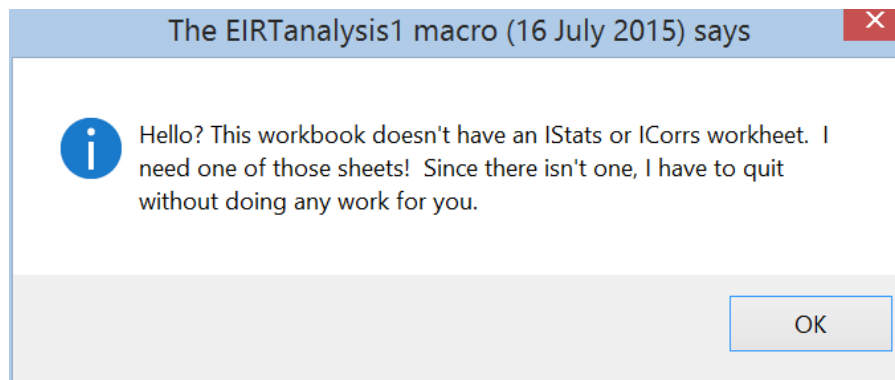 The EIRTanalysis1 macro (16 July 2015) says
Hello? This workbook doesn't have an IStats or ICorrs workheet.  I
need one of those sheets!  Since there isn't one, I have to quit
without doing any work for you.
OK